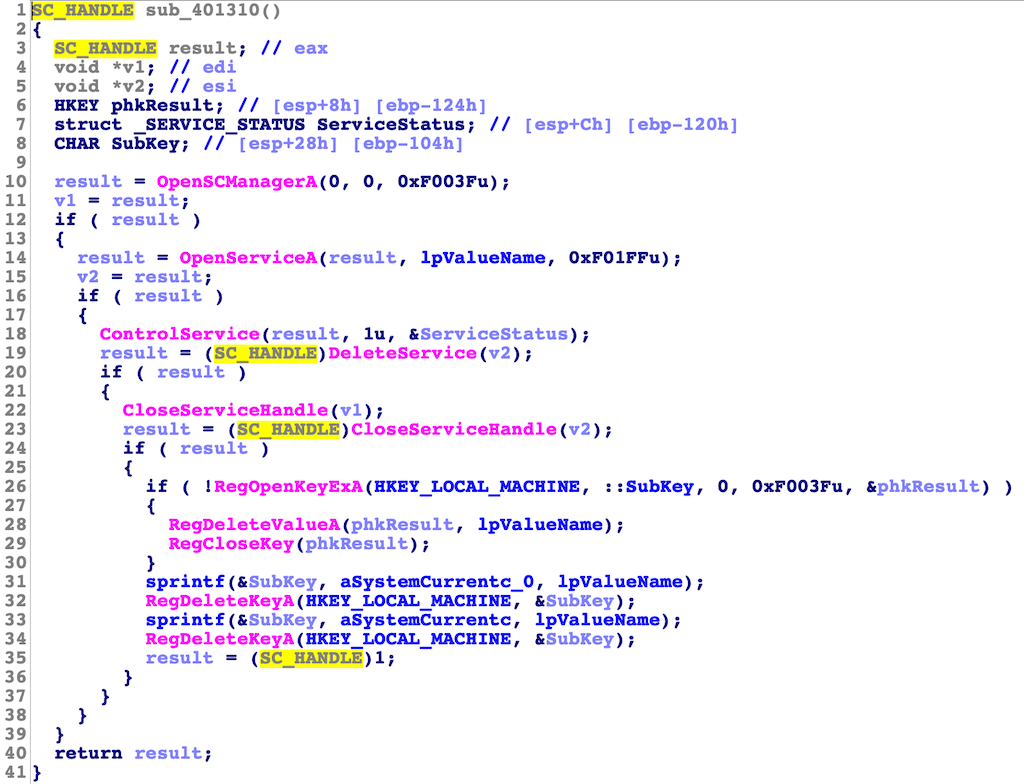 1 SC_HANDLE sub_401310()
2 {
3 SC_HANDLE result; // eax
4 void *v1; // edi
5 void *v2; // esi
6 HKEY phkResult; // [esp+8h] [ebp-124h]
7 struct _SERVICE_STATUS ServiceStatus; // [esp+Ch] [ebp-120h]
8 CHAR SubKey; // [esp+28h] [ebp-104h]
9
10 result = OpenSCManagerA(0, 0, 0xF003Fu);
11 v1 = result;
12 if ( result )
13 {
14 result = OpenServiceA(result, lpValueName, 0xF01FFu);
15 v2 = result;
16 if ( result )
17 {
18 ControlService(result, 1u, &ServiceStatus);
19 result = (SC_HANDLE)DeleteService(v2);
20 if ( result )
21 {
22 CloseServiceHandle(v1);
23 result = (SC_HANDLE)CloseServiceHandle(v2);
24 if ( result )
25 {
26 if ( !RegOpenKeyExA(HKEY_LOCAL_MACHINE, ::SubKey, 0, 0xF003Fu, &phkResult) )
27 {
28 RegDeleteValueA(phkResult, lpValueName);
29 RegCloseKey(phkResult);
30 }
31 sprintf(&SubKey, aSystemCurrentc_0, lpValueName);
32 RegDeleteKeyA(HKEY_LOCAL_MACHINE, &SubKey);
33 sprintf(&SubKey, aSystemCurrentc, lpValueName);
34 RegDeleteKeyA(HKEY_LOCAL_MACHINE, &SubKey);
35 result = (SC_HANDLE)1;
36 }
37 }
38 }
39 }
40 return result;
41 }